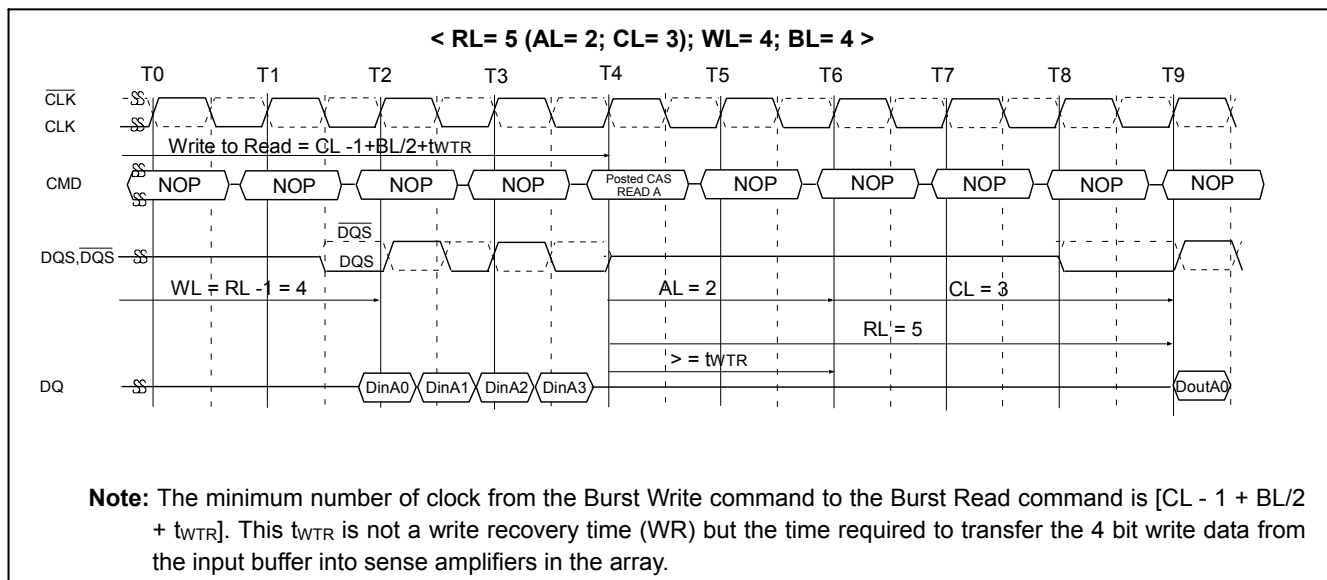 < RL= 5 (AL= 2; CL= 3); WL= 4; BL= 4 >
T0 T1 T2 T3 T4 T5 T6 T7 T8 T9
CLK
CLK
Write to Read = CL -1+BL/2+tWTR
CMD NOP NOP NOP NOP Posted CAS READ A NOP NOP NOP NOP NOP
DQS
DQS,DQS DQS
WL = RL -1 = 4 AL = 2 CL = 3
RL = 5
> = tWTR
DQ DinA0 DinA1 DinA2 DinA3 DoutA0
Note: The minimum number of clock from the Burst Write command to the Burst Read command is [CL - 1 + BL/2
+ tWTR]. This tWTR is not a write recovery time (WR) but the time required to transfer the 4 bit write data from
the input buffer into sense amplifiers in the array.